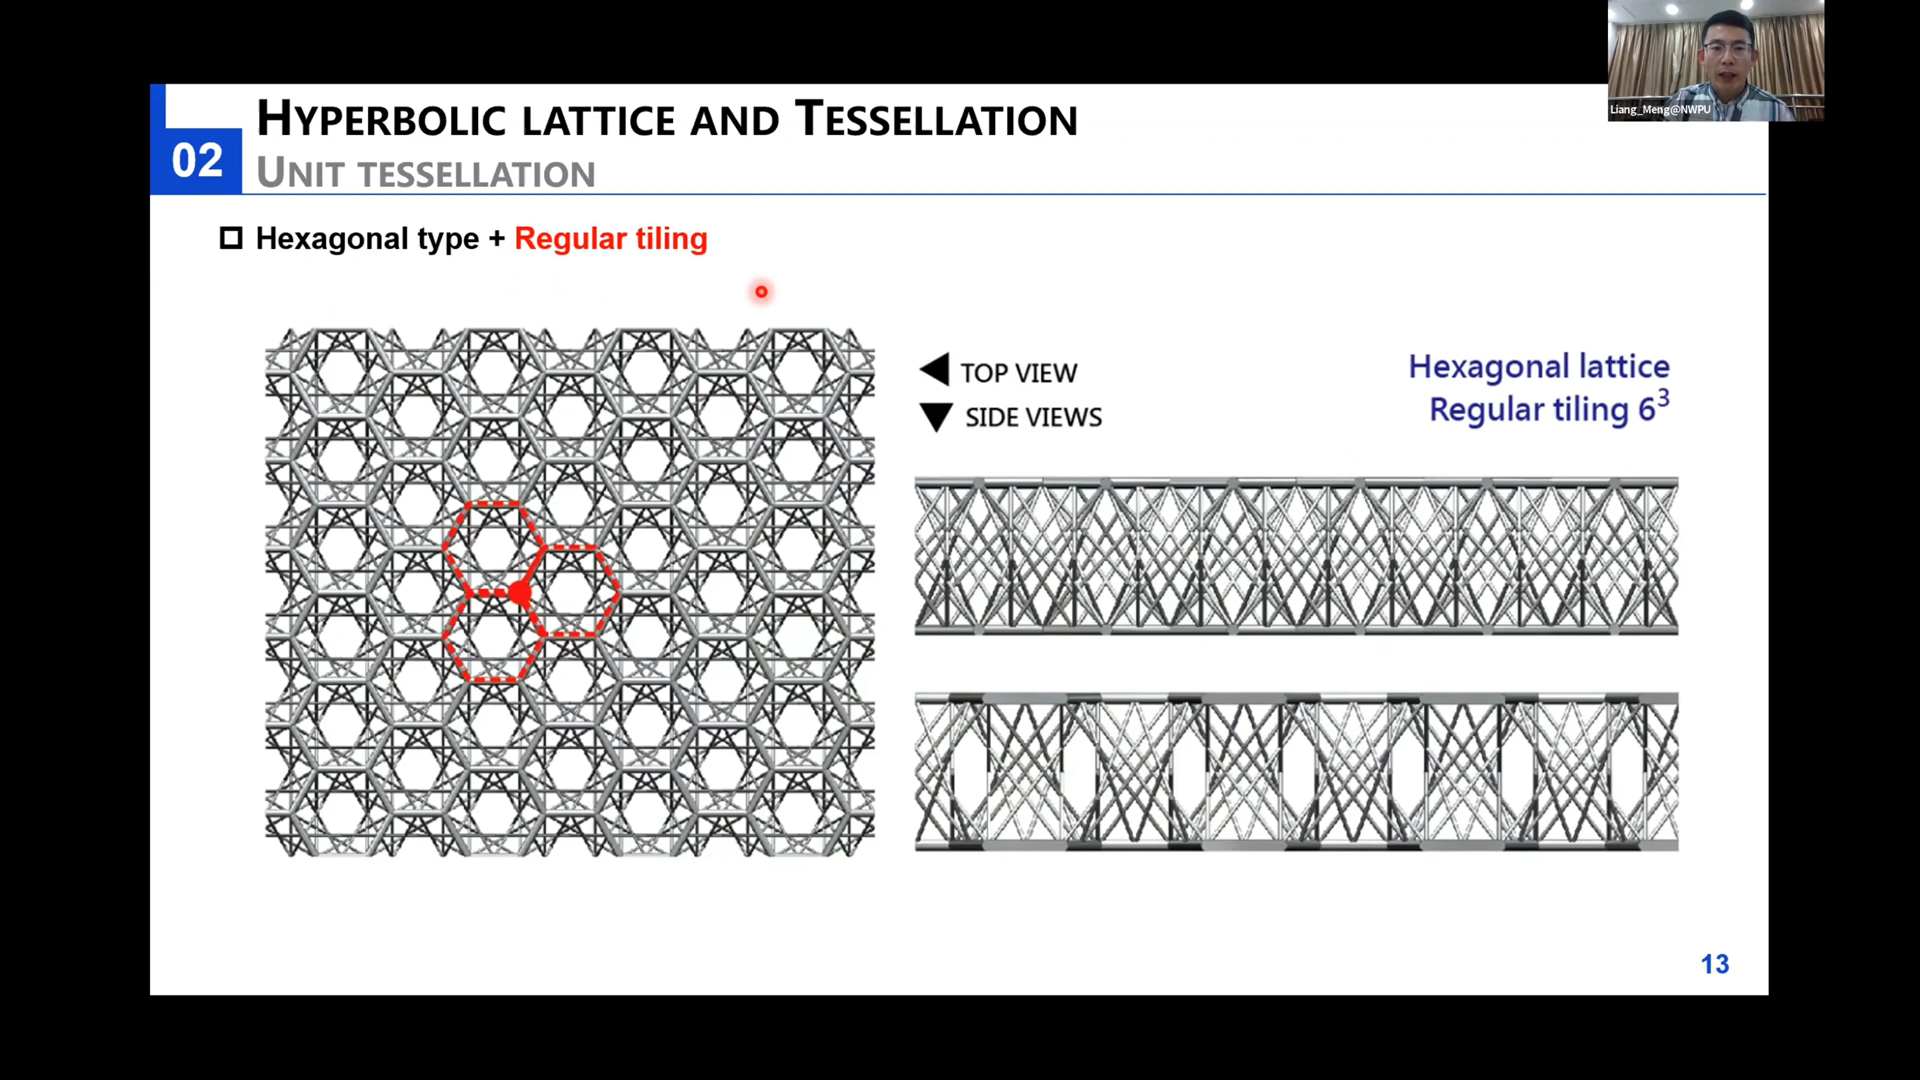 Liang_Meng@NWPU
02
HYPERBOLIC LATTICE AND TESSELLATION
UNIT TESSELLATION
Hexagonal type + Regular tiling
TOP VIEW
SIDE VIEWS
Hexagonal lattice
Regular tiling 6³
13